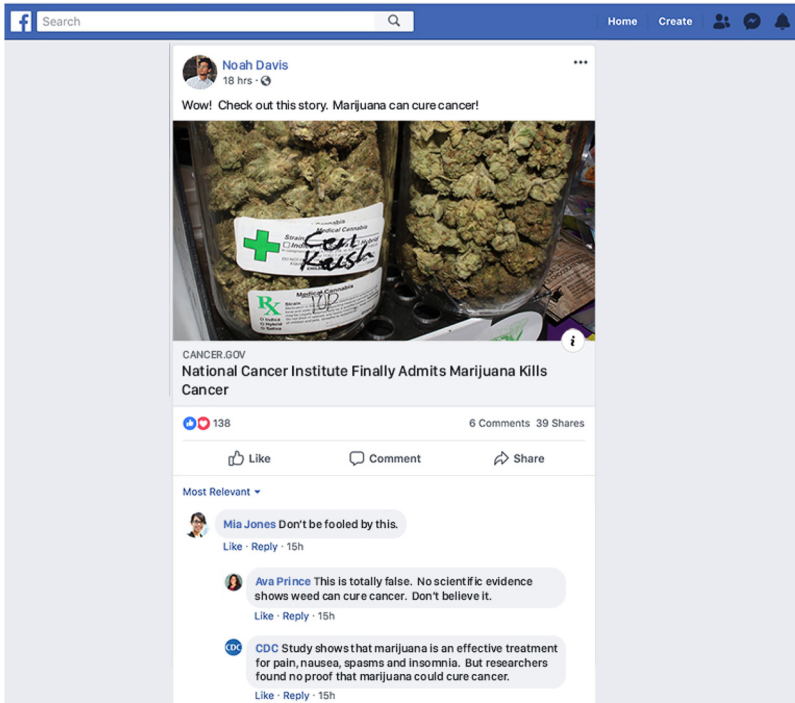 f Search Home Create
Noah Davis
18 hrs ·
Wow! Check out this story. Marijuana can cure cancer!
Medical Cannabis
Strain
Hybrid
Medical Cannabis
Rx
Strain
Indica
Hybrid
Sativa
i
CANCER.GOV
National Cancer Institute Finally Admits Marijuana Kills
Cancer
138 6 Comments 39 Shares
Like Comment Share
Most Relevant
Mia Jones Don't be fooled by this.
Like · Reply · 15h
Ava Prince This is totally false. No scientific evidence
shows weed can cure cancer. Don't believe it.
Like · Reply · 15h
CDC CDC Study shows that marijuana is an effective treatment
for pain, nausea, spasms and insomnia. But researchers
found no proof that marijuana could cure cancer.
Like · Reply · 15h